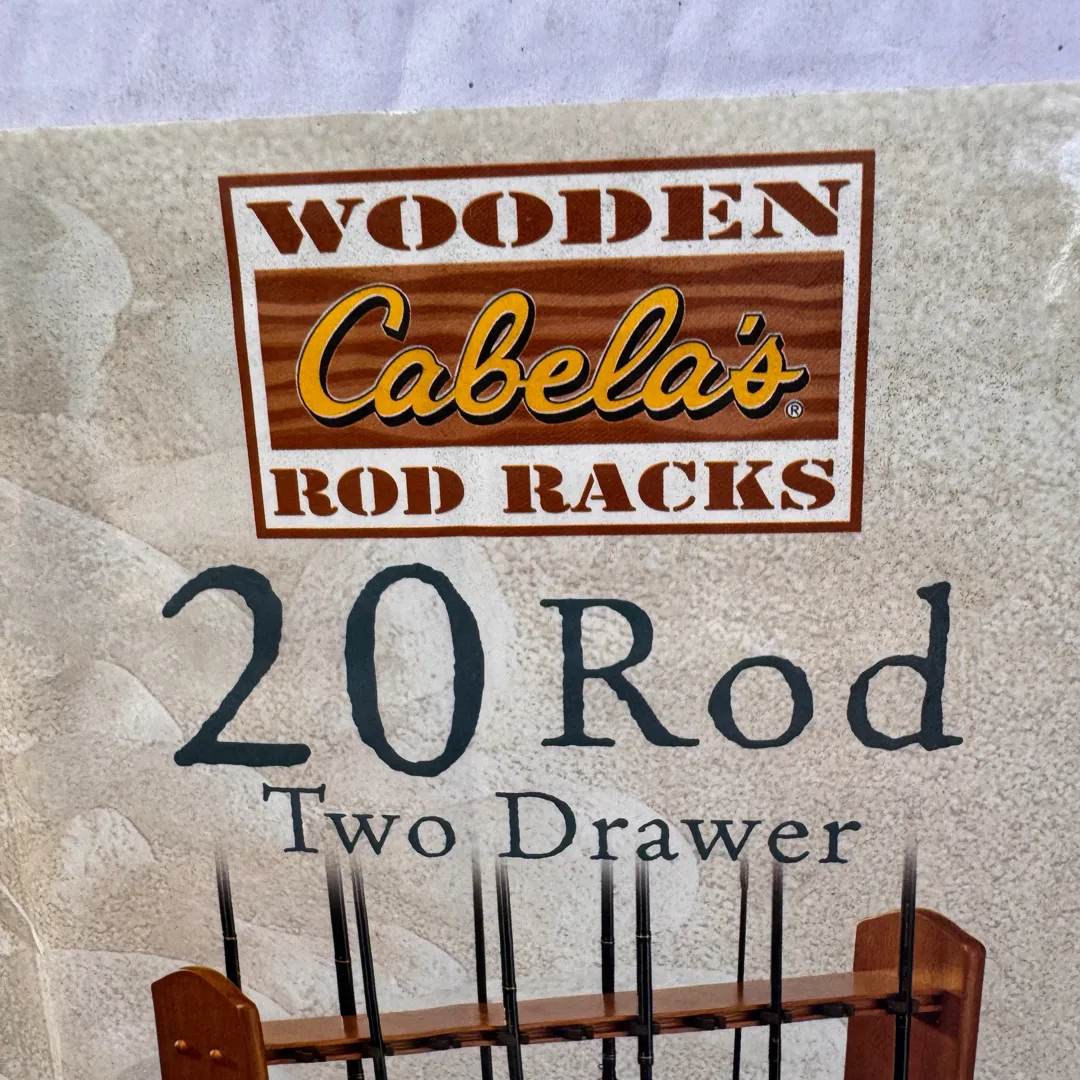 WOODEN
Cabela's®
ROD RACKS
20 Rod
Two Drawer